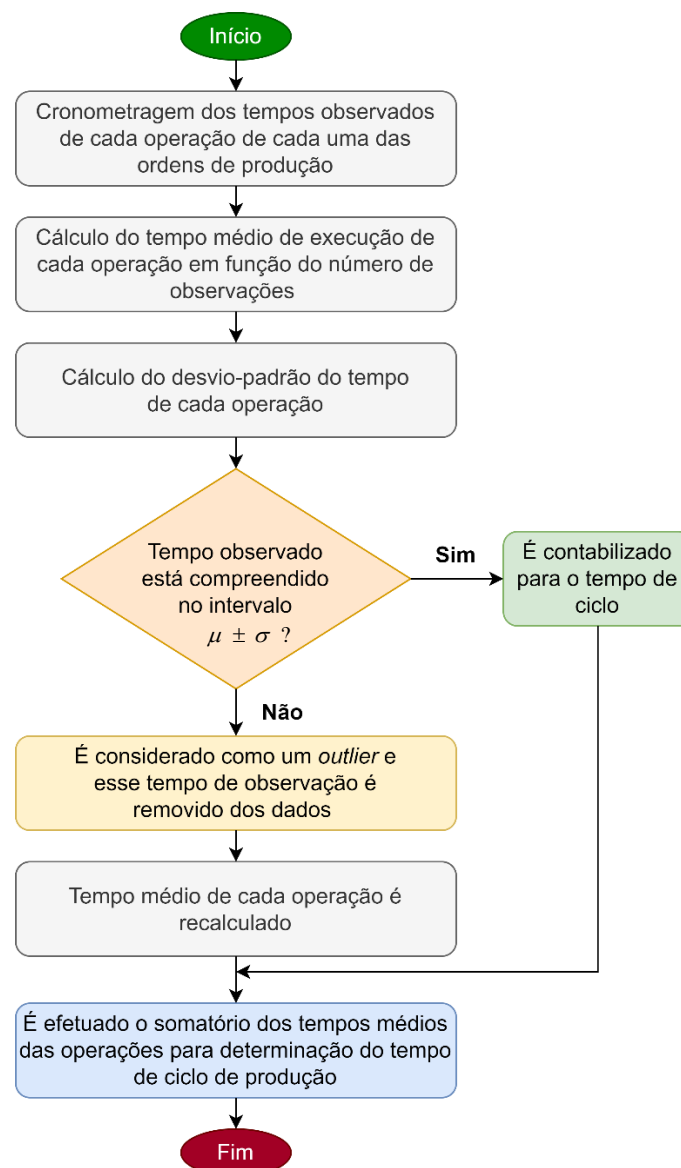 Início
Cronometragem dos tempos observados
de cada operação de cada uma das
ordens de produção
Cálculo do tempo médio de execução de
cada operação em função do número de
observações
Cálculo do desvio-padrão do tempo
de cada operação
Tempo observado
está compreendido
no intervalo
μ ± σ ?
Sim
É contabilizado
para o tempo de
ciclo
Não
É considerado como um outlier e
esse tempo de observação é
removido dos dados
Tempo médio de cada operação é
recalculado
É efetuado o somatório dos tempos médios
das operações para determinação do tempo
de ciclo de produção
Fim